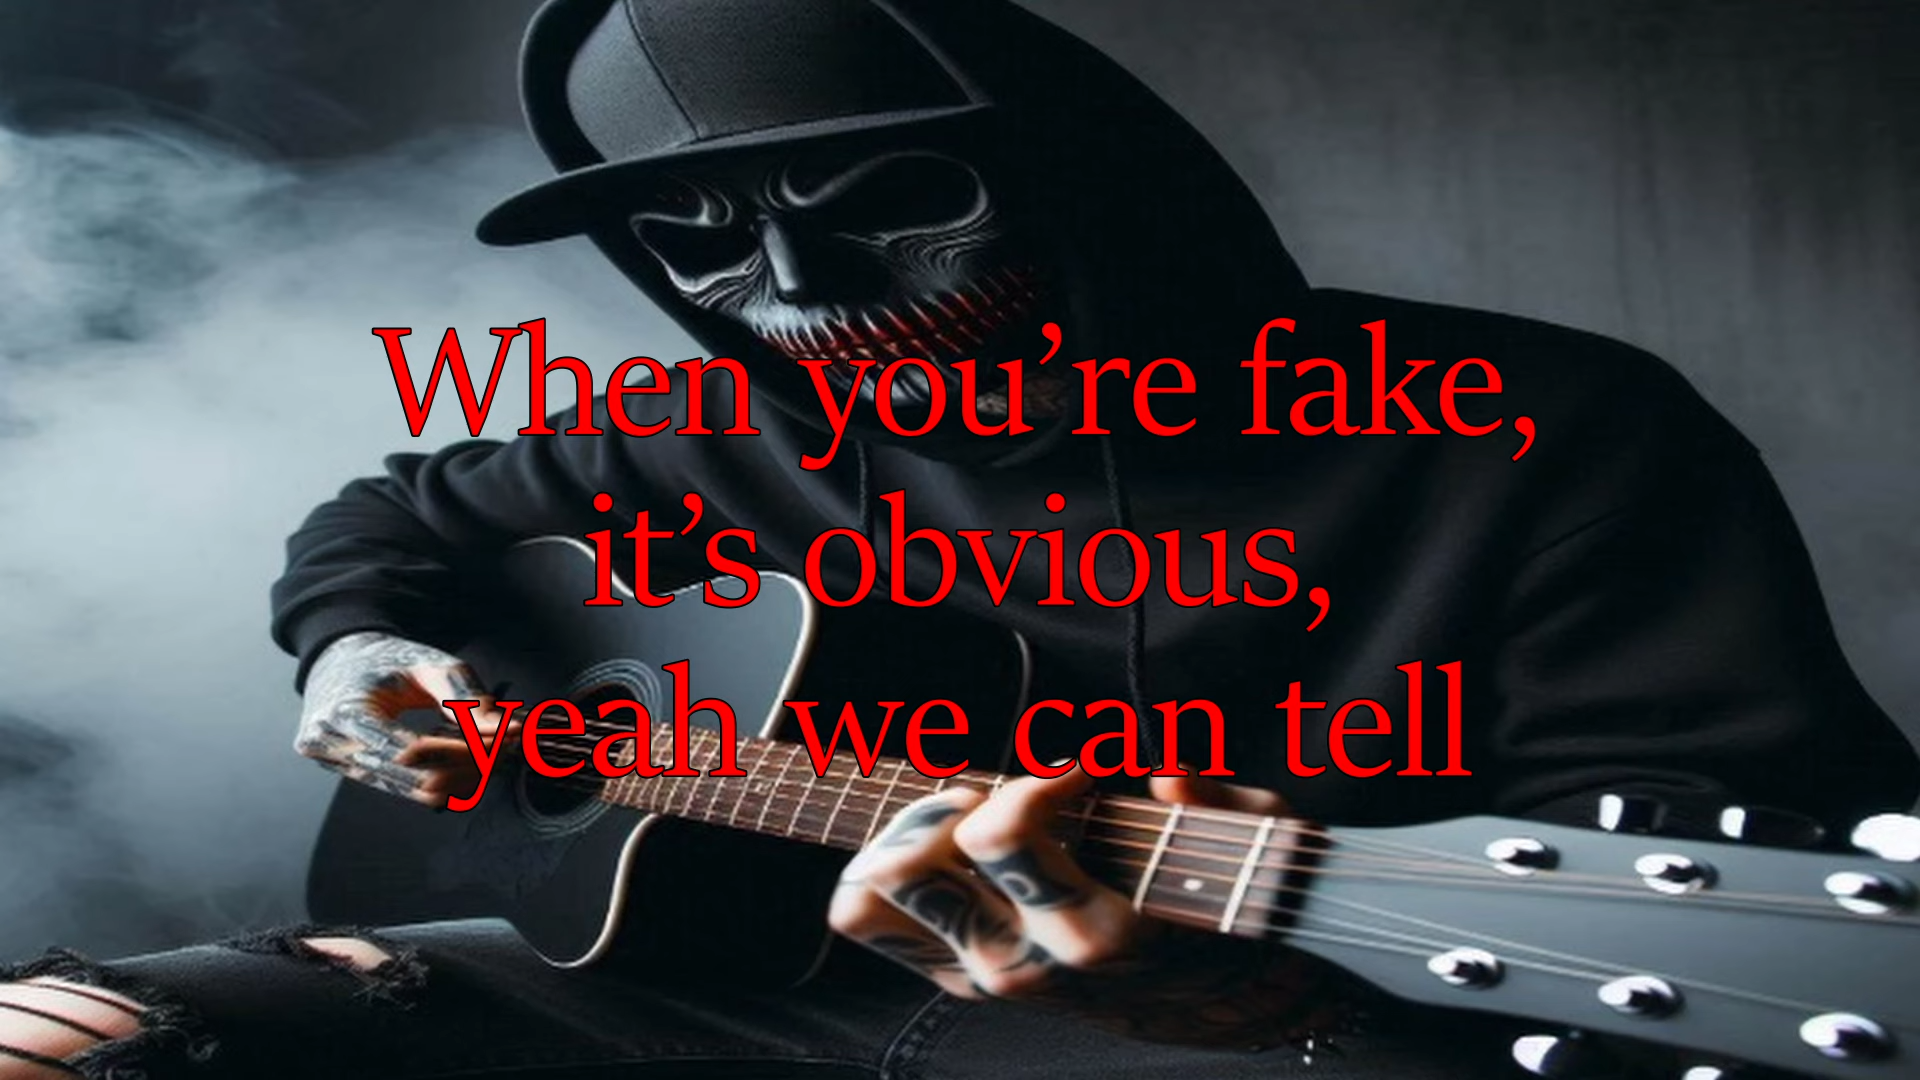 When you’re fake,
it’s obvious,
yeah we can tell